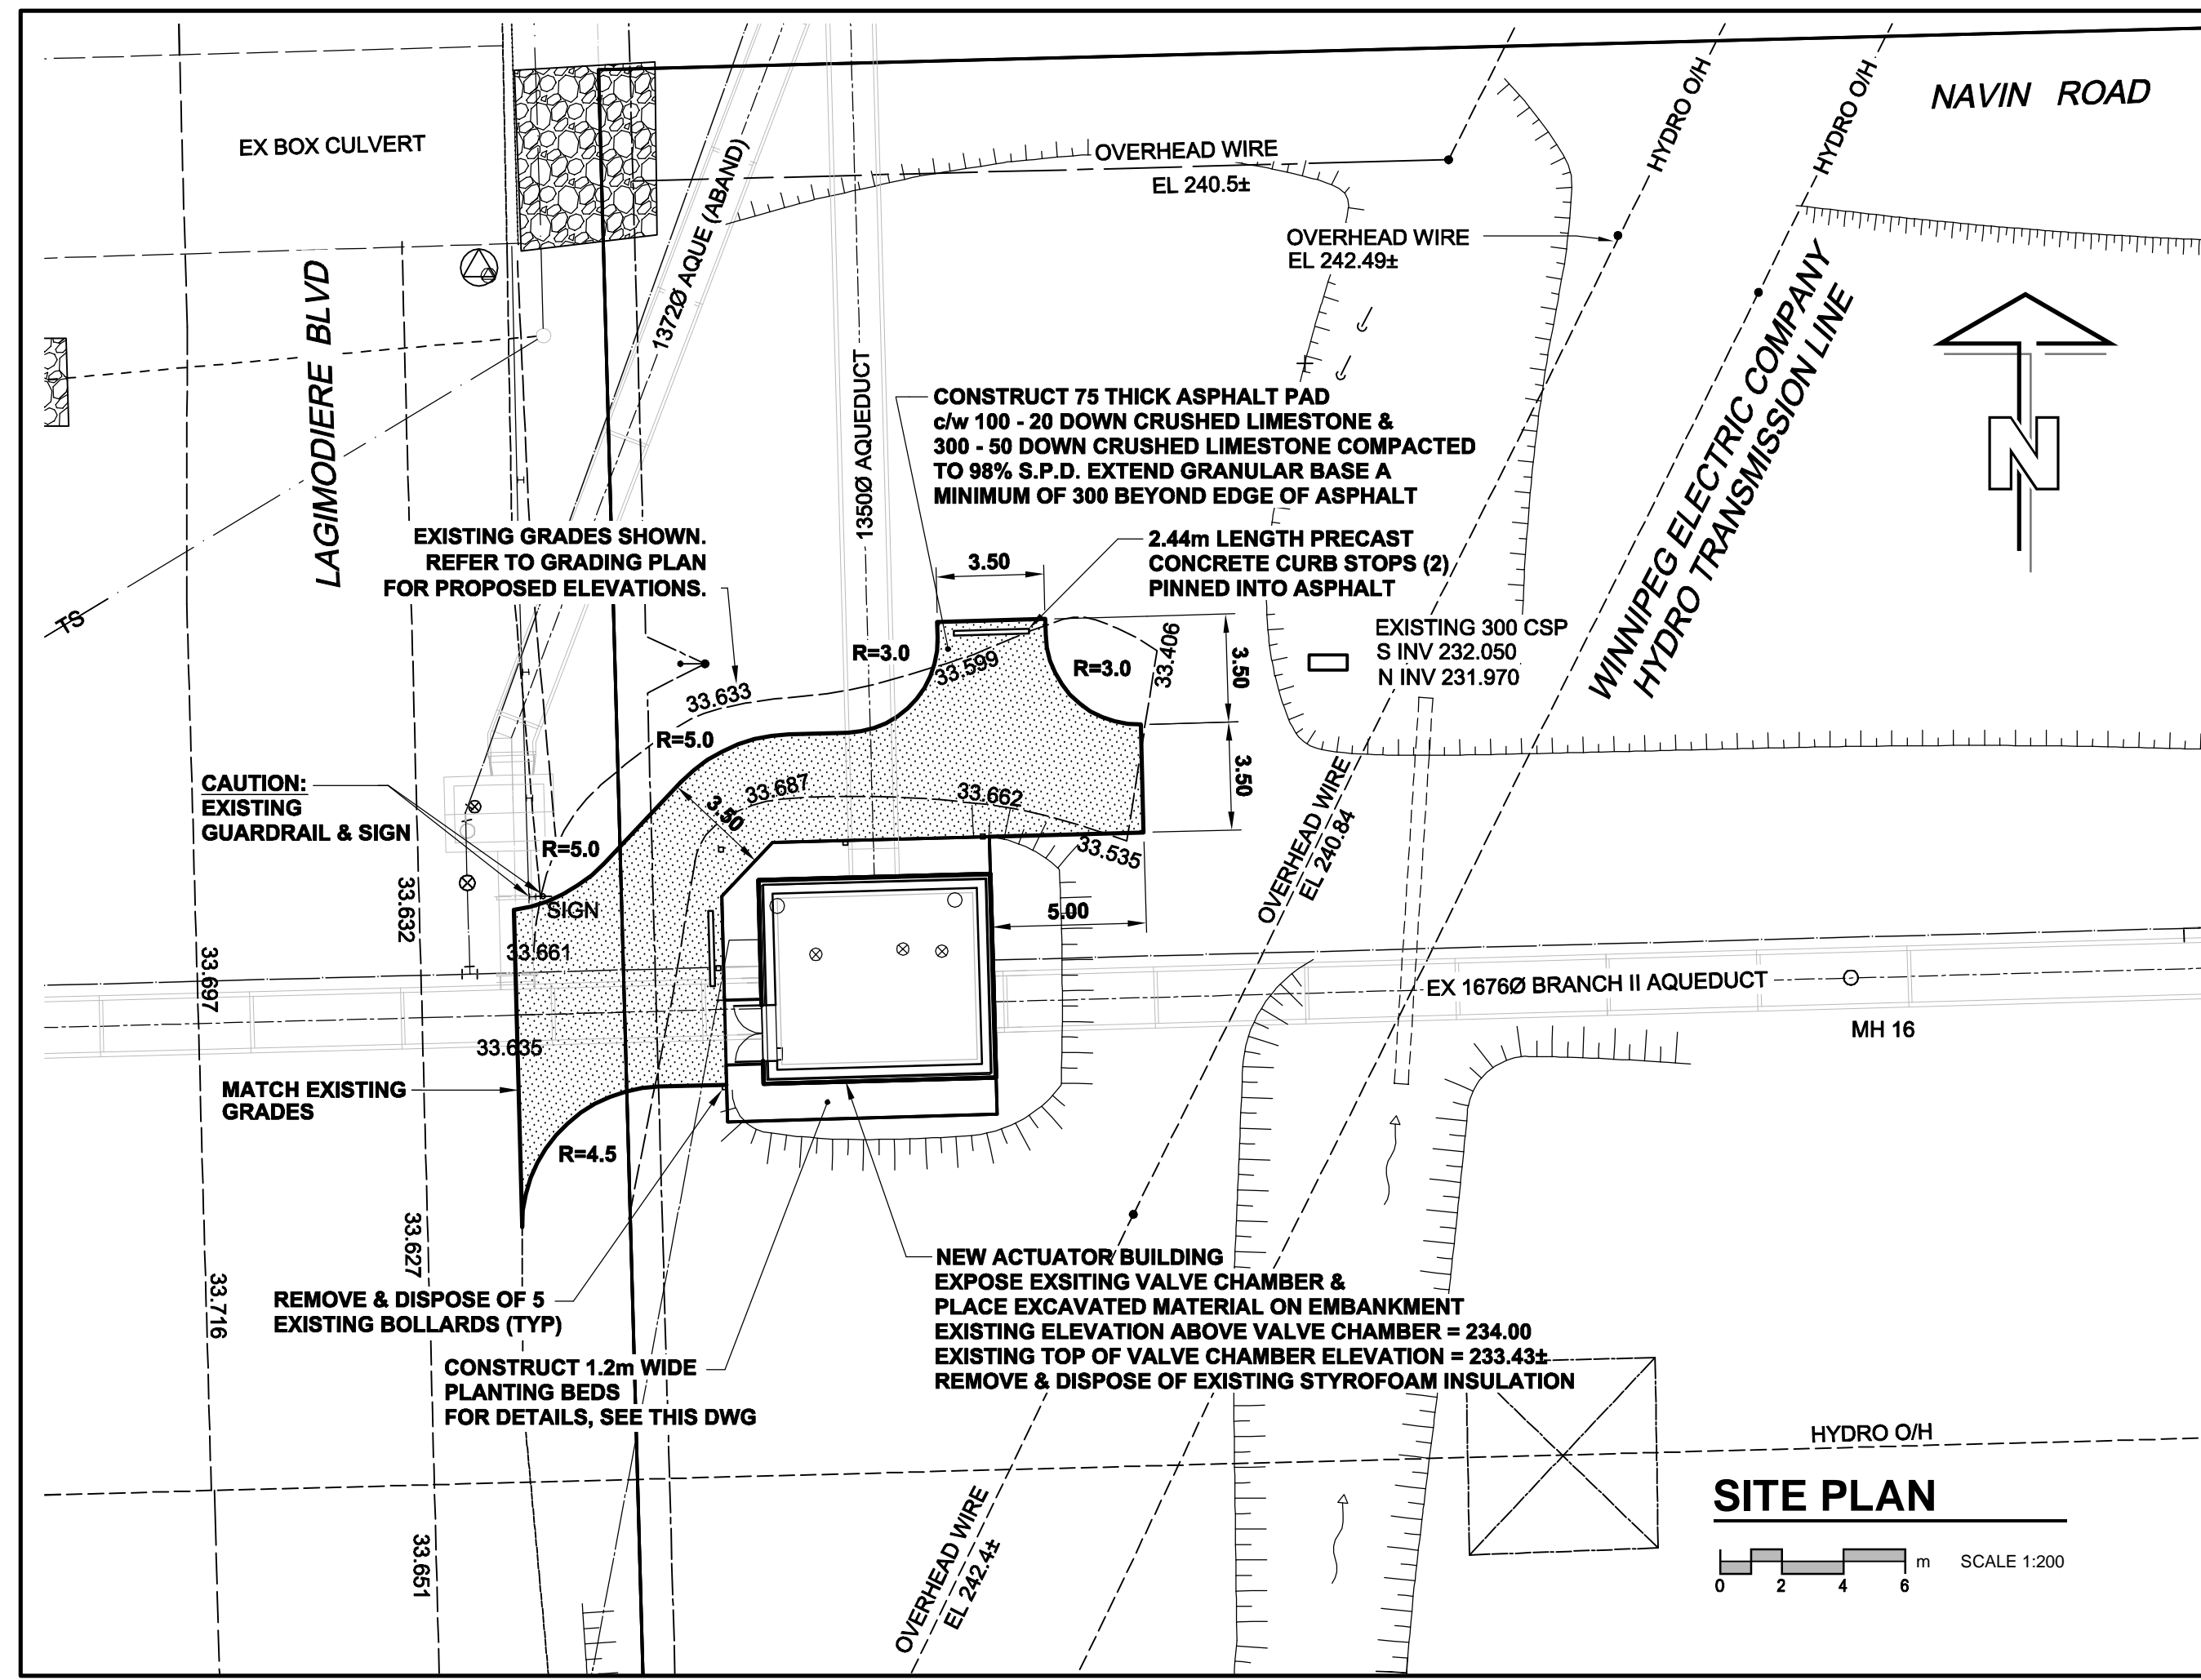 NAVIN ROAD
HYDRO O/H
HYDRO O/H
EX BOX CULVERT
OVERHEAD WIRE
EL 240.5±
1372Ø AQUE (ABAND)
OVERHEAD WIRE
EL 242.49±
LAGIMODIERE BLVD
WINNIPEG ELECTRIC COMPANY
HYDRO TRANSMISSION LINE
N
1350Ø AQUEDUCT
CONSTRUCT 75 THICK ASPHALT PAD
c/w 100 - 20 DOWN CRUSHED LIMESTONE &
300 - 50 DOWN CRUSHED LIMESTONE COMPACTED
TO 98% S.P.D. EXTEND GRANULAR BASE A
MINIMUM OF 300 BEYOND EDGE OF ASPHALT
EXISTING GRADES SHOWN.
REFER TO GRADING PLAN
FOR PROPOSED ELEVATIONS.
2.44m LENGTH PRECAST
CONCRETE CURB STOPS (2)
PINNED INTO ASPHALT
3.50
TS
EXISTING 300 CSP
S INV 232.050
N INV 231.970
R=3.0
33.599
R=3.0
33.406
3.50
33.633
R=5.0
3.50
CAUTION:
EXISTING
GUARDRAIL & SIGN
33.687
33.662
3.50
33.535
OVERHEAD WIRE
EL 240.84
R=5.0
SIGN
33.632
33.661
5.00
33.697
EX 1676Ø BRANCH II AQUEDUCT
MH 16
33.635
MATCH EXISTING
GRADES
R=4.5
33.627
33.716
REMOVE & DISPOSE OF 5
EXISTING BOLLARDS (TYP)
NEW ACTUATOR BUILDING
EXPOSE EXSITING VALVE CHAMBER &
PLACE EXCAVATED MATERIAL ON EMBANKMENT
EXISTING ELEVATION ABOVE VALVE CHAMBER = 234.00
EXISTING TOP OF VALVE CHAMBER ELEVATION = 233.43±
REMOVE & DISPOSE OF EXISTING STYROFOAM INSULATION
CONSTRUCT 1.2m WIDE
PLANTING BEDS
FOR DETAILS, SEE THIS DWG
HYDRO O/H
33.651
OVERHEAD WIRE
EL 242.4±
SITE PLAN
m SCALE 1:200
0 2 4 6